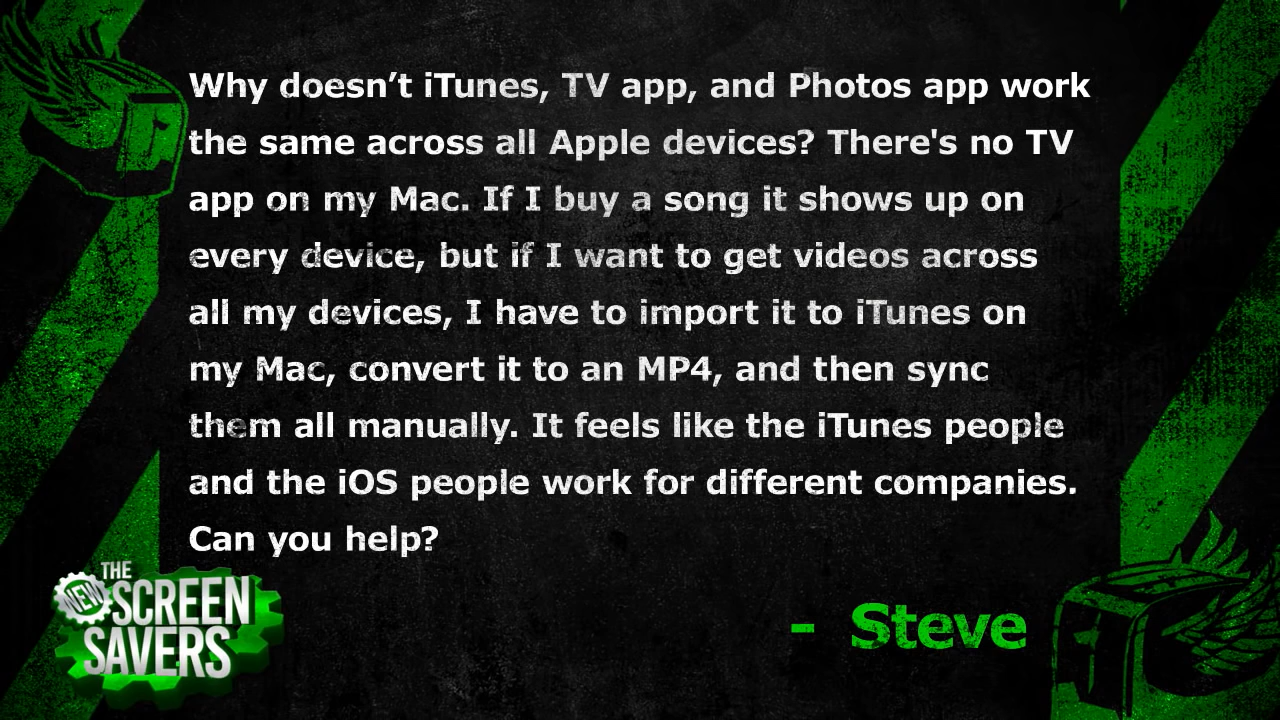 Why doesn’t iTunes, TV app, and Photos app work
the same across all Apple devices? There's no TV
app on my Mac. If I buy a song it shows up on
every device, but if I want to get videos across
all my devices, I have to import it to iTunes on
my Mac, convert it to an MP4, and then sync
them all manually. It feels like the iTunes people
and the iOS people work for different companies.
Can you help?
- Steve
THE
NEW SCREEN
SAVERS